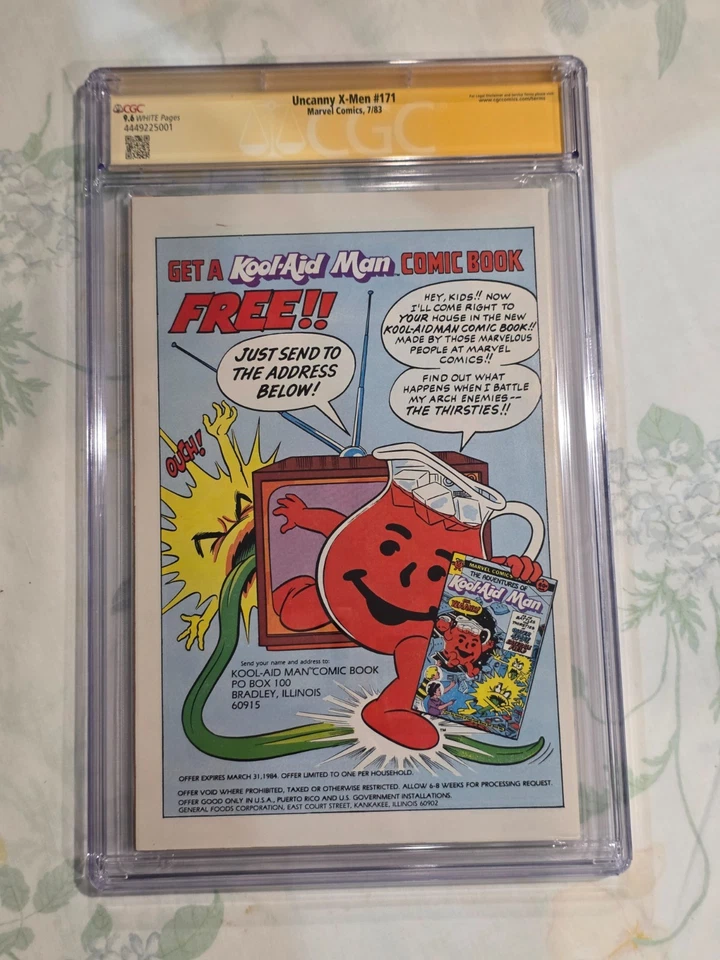 CGC
Uncanny X-Men #171
9.6 WHITE Pages
Marvel Comics, 7/83
www.cgccomics.com/terms
4449225001
CGC
GET A Kool-Aid Man COMIC BOOK
FREE!!
JUST SEND TO
THE ADDRESS
BELOW!
HEY, KIDS!! NOW
I'LL COME RIGHT TO
YOUR HOUSE IN THE NEW
KOOL-AID MAN COMIC BOOK!!
MADE BY THOSE MARVELOUS
PEOPLE AT MARVEL
COMICS!!
FIND OUT WHAT
HAPPENS WHEN I BATTLE
MY ARCH ENEMIES--
THE THIRSTIES!!
OUCH!
MARVEL COMICS
THE ADVENTURES OF
Kool-Aid Man
Send your name and address to:
KOOL-AID MAN™ COMIC BOOK
PO BOX 100
BRADLEY, ILLINOIS
60915
OFFER EXPIRES MARCH 31, 1984. OFFER LIMITED TO ONE PER HOUSEHOLD.
OFFER VOID WHERE PROHIBITED, TAXED OR OTHERWISE RESTRICTED. ALLOW 6-8 WEEKS FOR PROCESSING REQUEST.
OFFER GOOD ONLY IN U.S.A., PUERTO RICO AND U.S. GOVERNMENT INSTALLATIONS.
GENERAL FOODS CORPORATION, EAST COURT STREET, KANKAKEE, ILLINOIS 60902